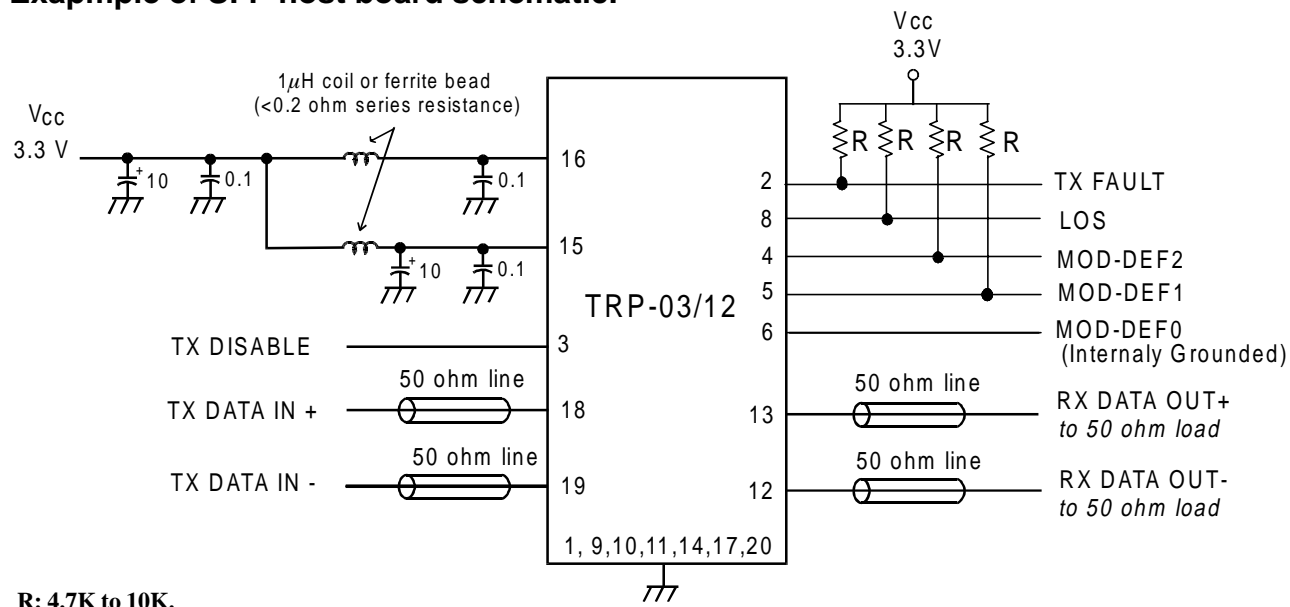 Vcc
3.3V
1μH coil or ferrite bead
(<0.2 ohm series resistance)
Vcc
3.3 V
+
10
0.1
0.1
+
10
0.1
R
R
R
R
16
15
3
18
19
TRP-03/12
2
8
4
5
6
13
12
TX FAULT
LOS
MOD-DEF2
MOD-DEF1
MOD-DEF0
(Internaly Grounded)
TX DISABLE
50 ohm line
TX DATA IN +
50 ohm line
TX DATA IN -
50 ohm line
RX DATA OUT+
to 50 ohm load
50 ohm line
RX DATA OUT-
to 50 ohm load
1, 9,10,11,14,17,20
R: 4.7K to 10K.